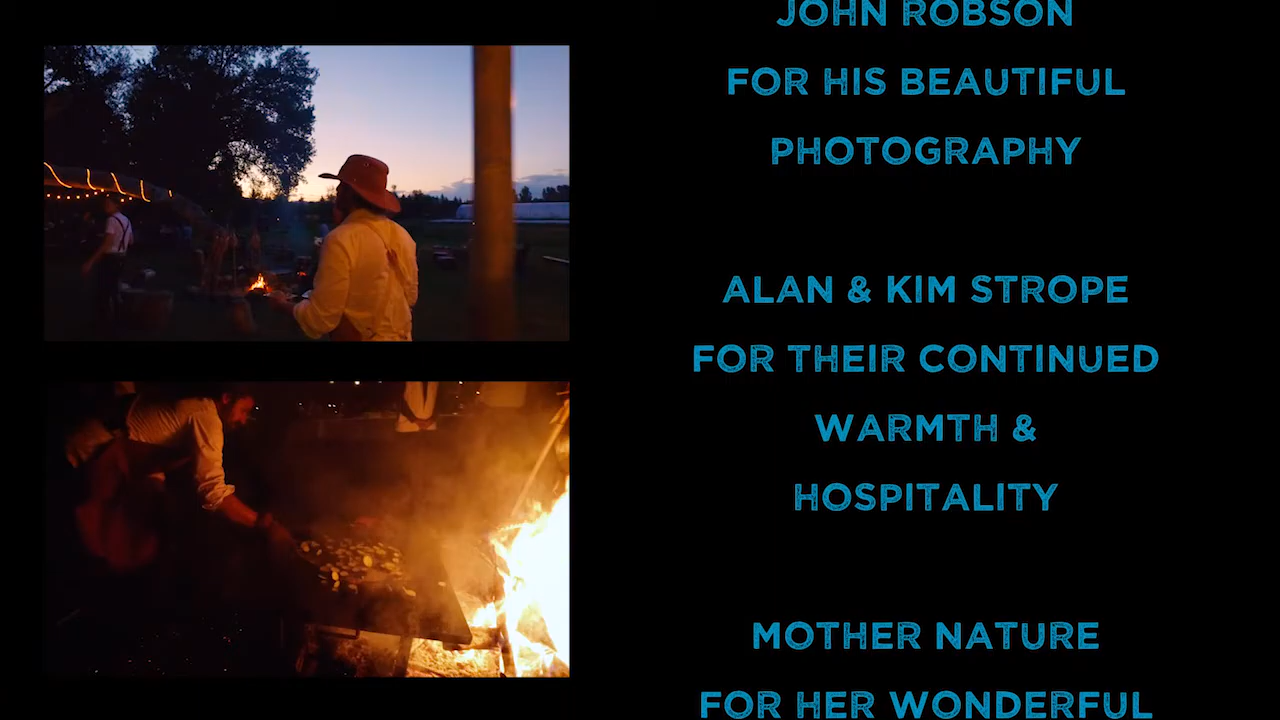 JOHN ROBSON
FOR HIS BEAUTIFUL
PHOTOGRAPHY
ALAN & KIM STROPE
FOR THEIR CONTINUED
WARMTH &
HOSPITALITY
MOTHER NATURE
FOR HER WONDERFUL